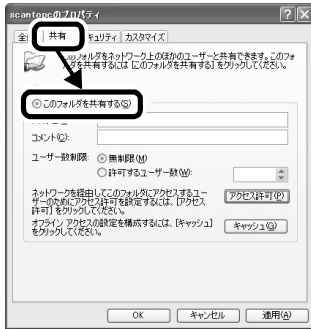 scantoneのプロパティ
全
共有
キュリティ カスタマイズ
このフォルダをネットワーク上のほかのユーザーと共有できます。このフォ
ルダを共有するには [このフォルダを共有する] をクリックしてください。
このフォルダを共有する(S)
コメント(C):
ユーザー数制限: 無制限(M)
許可するユーザー数(W):
ネットワークを経由してこのフォルダにアクセスするユー
ザーのためにアクセス許可を設定するには、[アクセス
許可] をクリックしてください。
アクセス許可(P)
オフライン アクセスの設定を構成するには、[キャッシュ]
をクリックしてください。
キャッシュ(G)
OK キャンセル 適用(A)